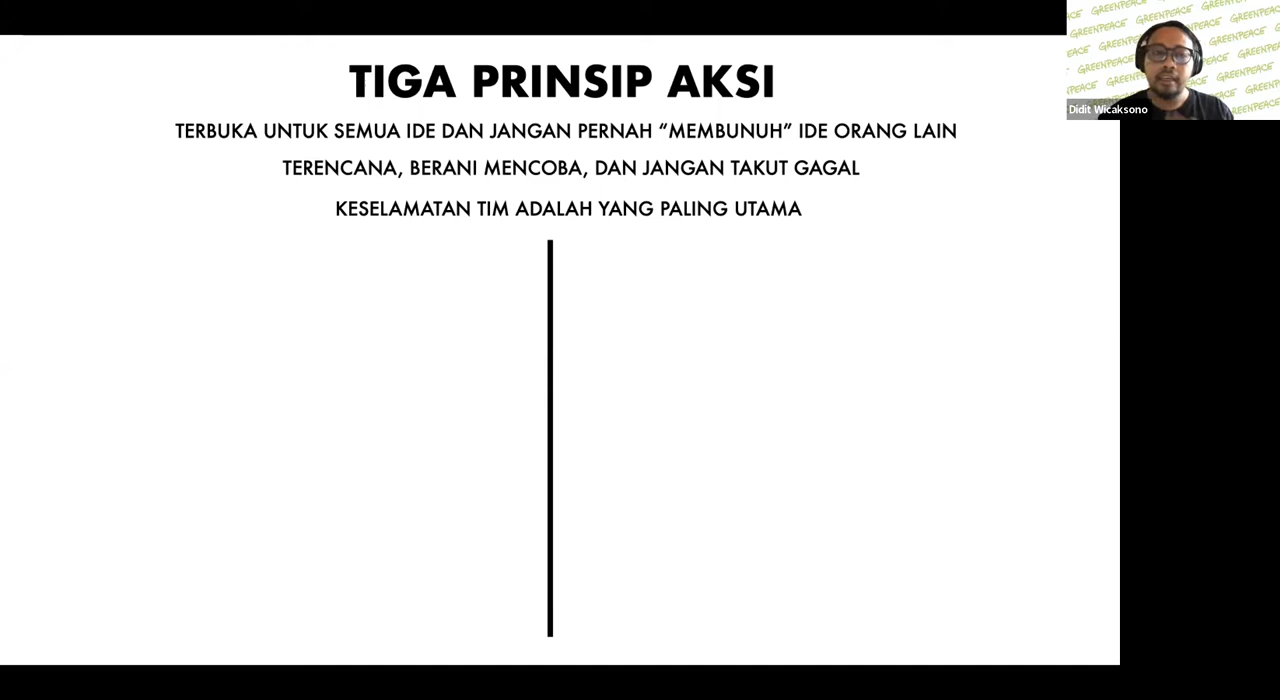 TIGA PRINSIP AKSI
TERBUKA UNTUK SEMUA IDE DAN JANGAN PERNAH “MEMBUNUH” IDE ORANG LAIN
TERENCANA, BERANI MENCOBA, DAN JANGAN TAKUT GAGAL
KESELAMATAN TIM ADALAH YANG PALING UTAMA
GREENPEACE
Didit Wicaksono